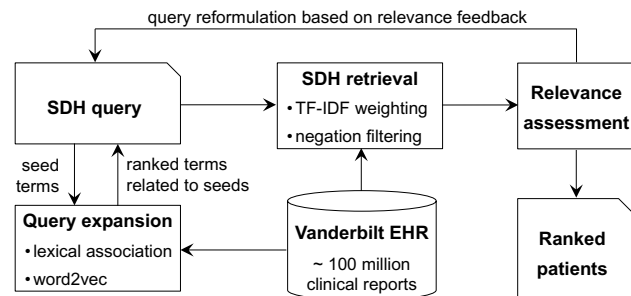 query reformulation based on relevance feedback
SDH query
SDH retrieval
• TF-IDF weighting
• negation filtering
Relevance
assessment
seed
terms
ranked terms
related to seeds
Query expansion
• lexical association
• word2vec
Vanderbilt EHR
~ 100 million
clinical reports
Ranked
patients